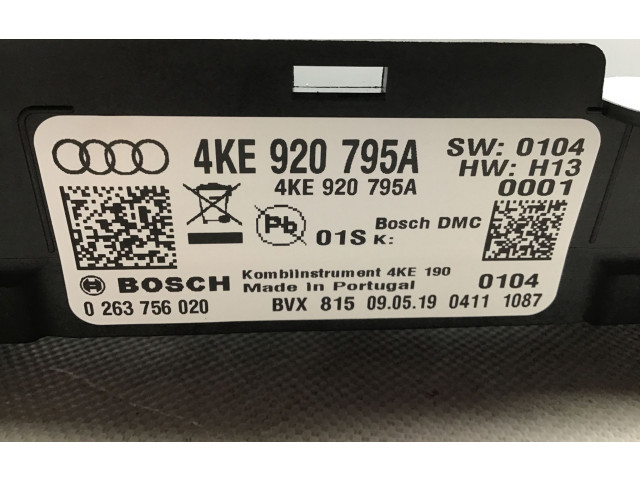 4KE 920 795A
4KE 920 795A
SW: 0104
HW: H13
0001
Pb
01S
Bosch DMC
K:
BOSCH
Kombiinstrument 4KE 190
Made in Portugal
0104
0 263 756 020
BVX 815 09.05.19 0411 1087